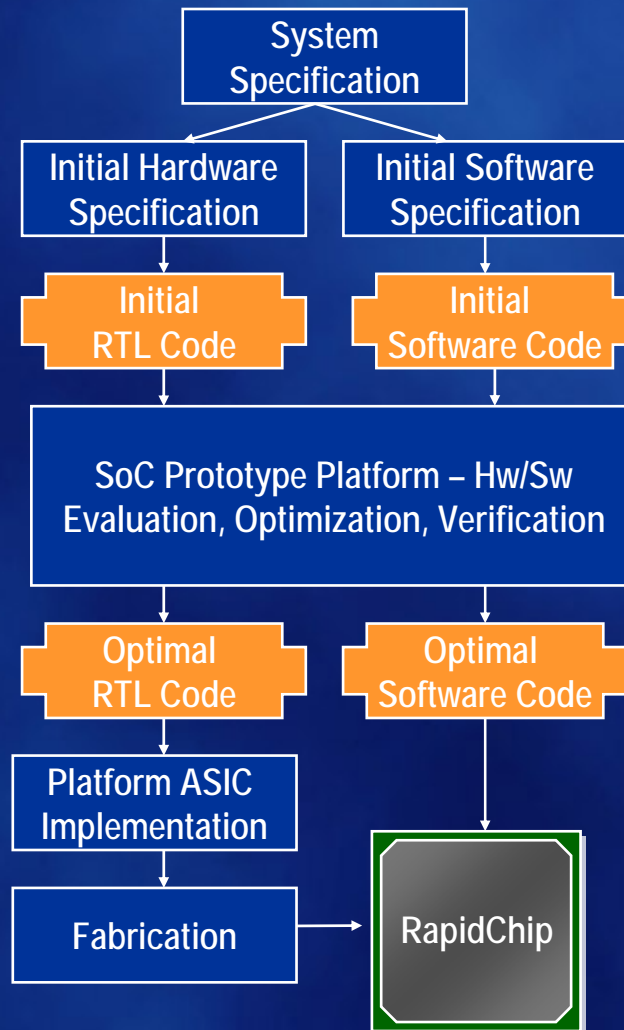 System
Specification
Initial Hardware
Specification
Initial Software
Specification
Initial
RTL Code
Initial
Software Code
SoC Prototype Platform – Hw/Sw
Evaluation, Optimization, Verification
Optimal
RTL Code
Optimal
Software Code
Platform ASIC
Implementation
Fabrication
RapidChip